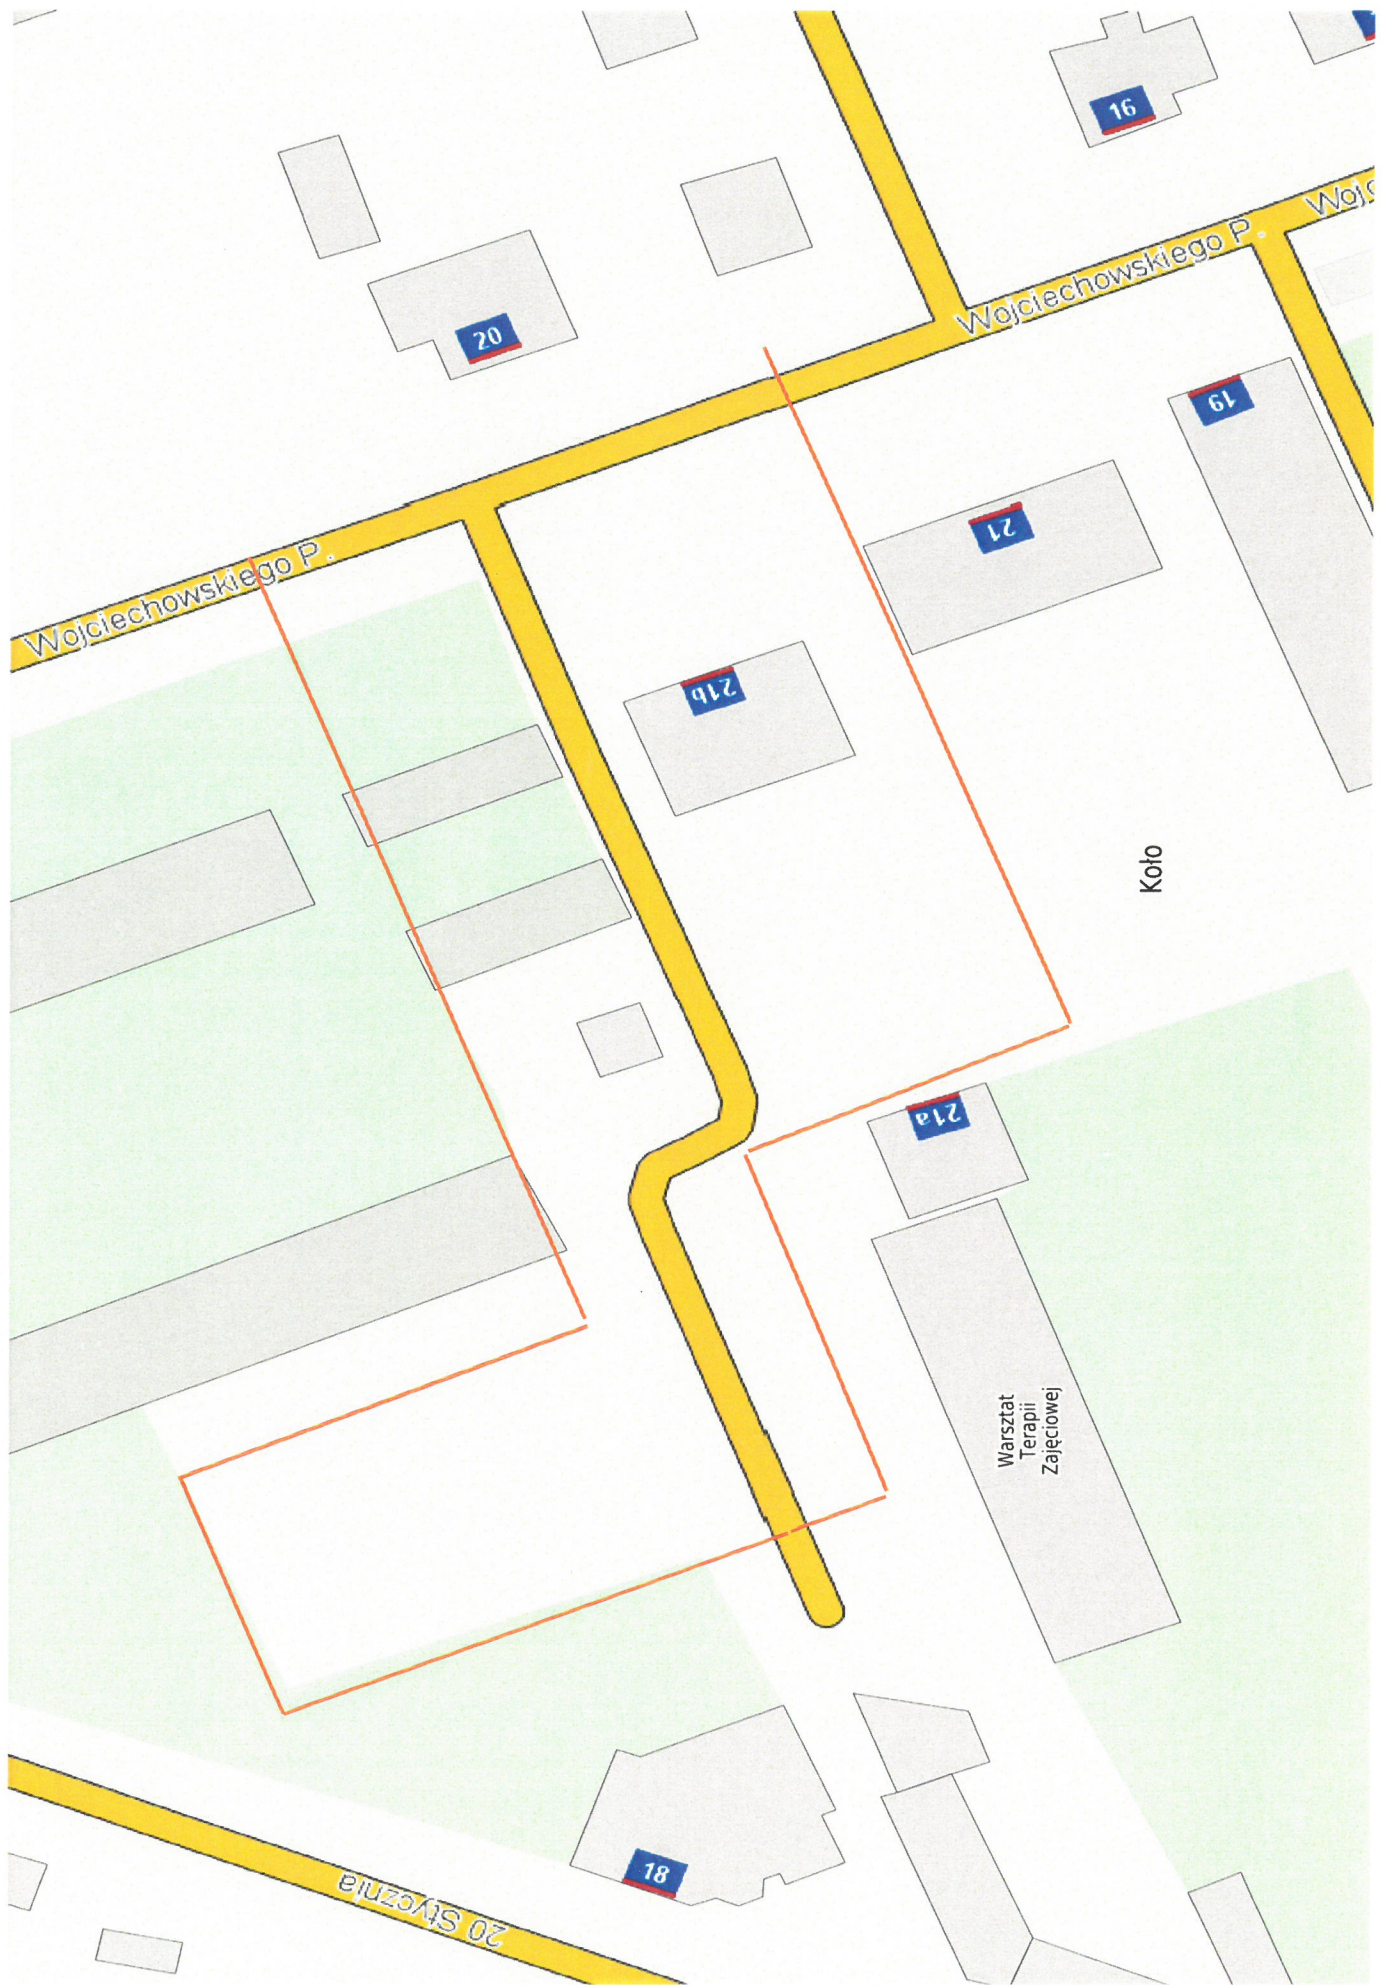 16
Wojc
Wojciechowskiego P.
20
19
21
Wojciechowskiego P.
21b
Koło
21a
Warsztat
Terapii
Zajęciowej
18
20 Stycznia